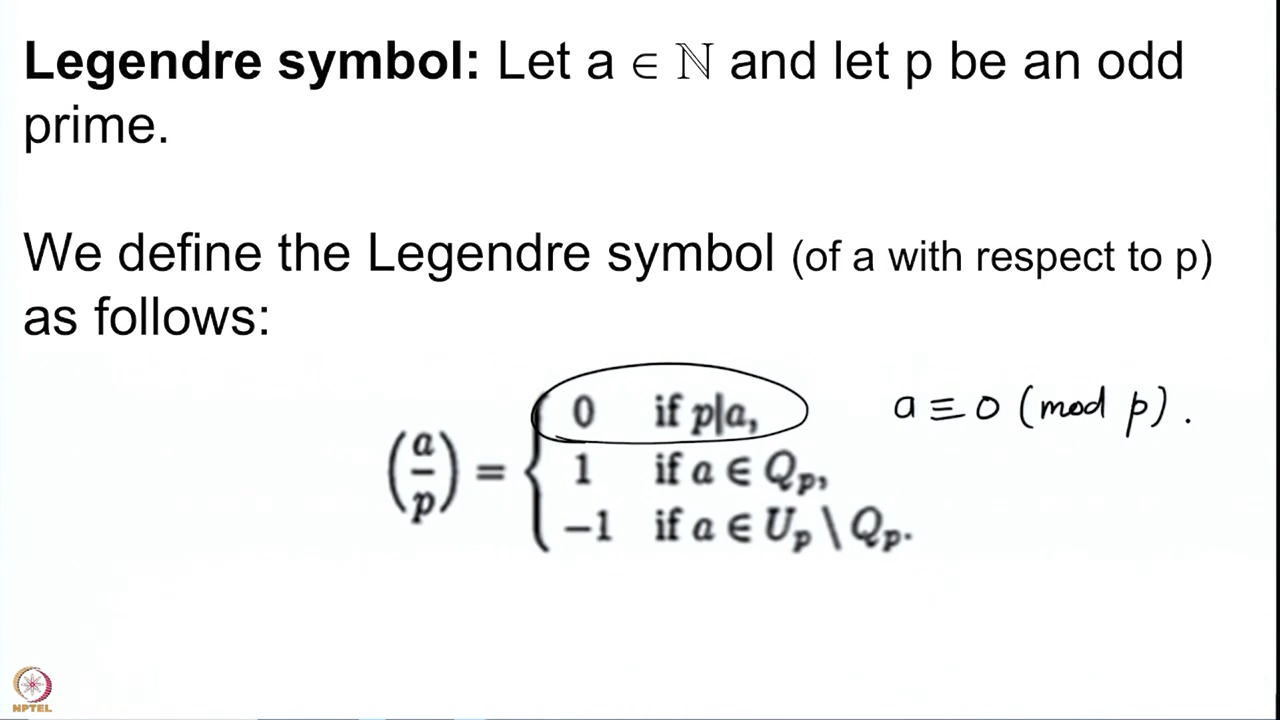 Legendre symbol: Let a ∈ ℕ and let p be an odd
prime.
We define the Legendre symbol (of a with respect to p)
as follows:
0 if p|a, a ≡ 0 (mod p).
(a/p) = { 1 if a ∈ Qp,
−1 if a ∈ Up \ Qp.
NPTEL